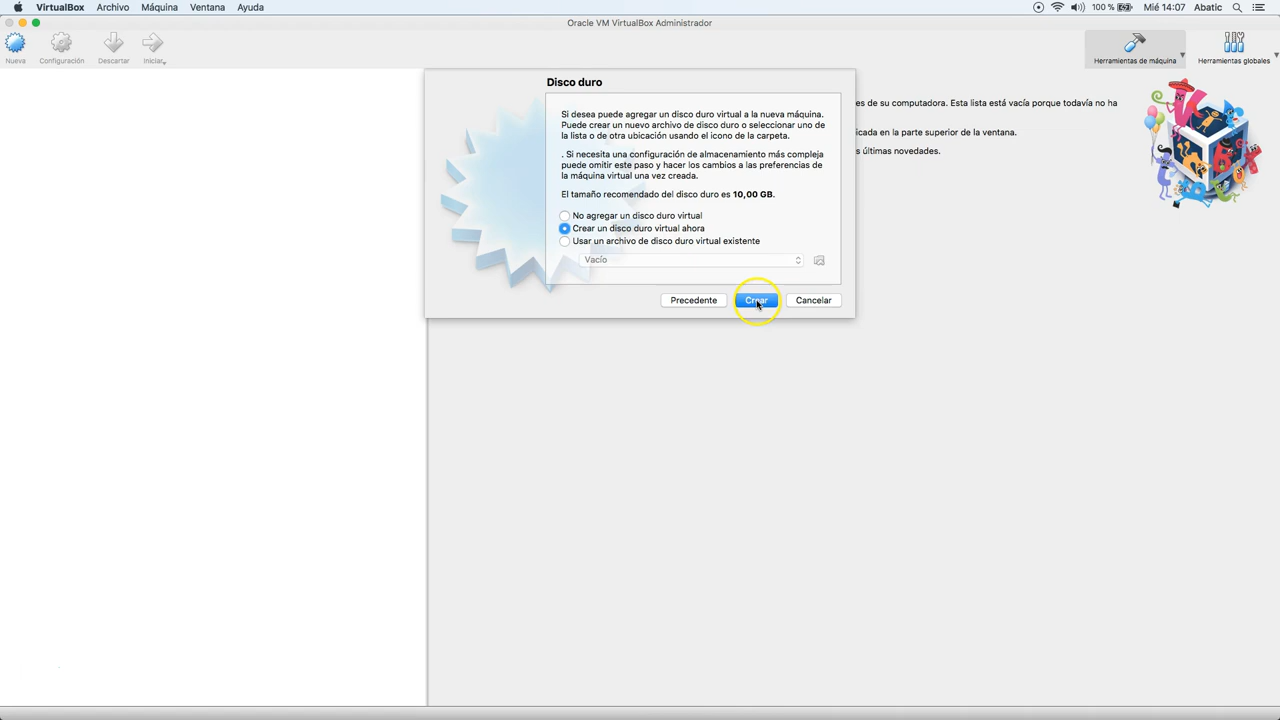 VirtualBox Archivo Máquina Ventana Ayuda 100 % Mié 14:07 Abatic
Oracle VM VirtualBox Administrador
Nueva Configuración Descartar Iniciar
Herramientas de máquina Herramientas globales
Disco duro
Si desea puede agregar un disco duro virtual a la nueva máquina.
Puede crear un nuevo archivo de disco duro o seleccionar uno de
la lista o de otra ubicación usando el icono de la carpeta.
. Si necesita una configuración de almacenamiento más compleja
puede omitir este paso y hacer los cambios a las preferencias de
la máquina virtual una vez creada.
El tamaño recomendado del disco duro es 10,00 GB.
No agregar un disco duro virtual
Crear un disco duro virtual ahora
Usar un archivo de disco duro virtual existente
Vacío
Precedente Crear Cancelar
es de su computadora. Esta lista está vacía porque todavía no ha
icada en la parte superior de la ventana.
s últimas novedades.